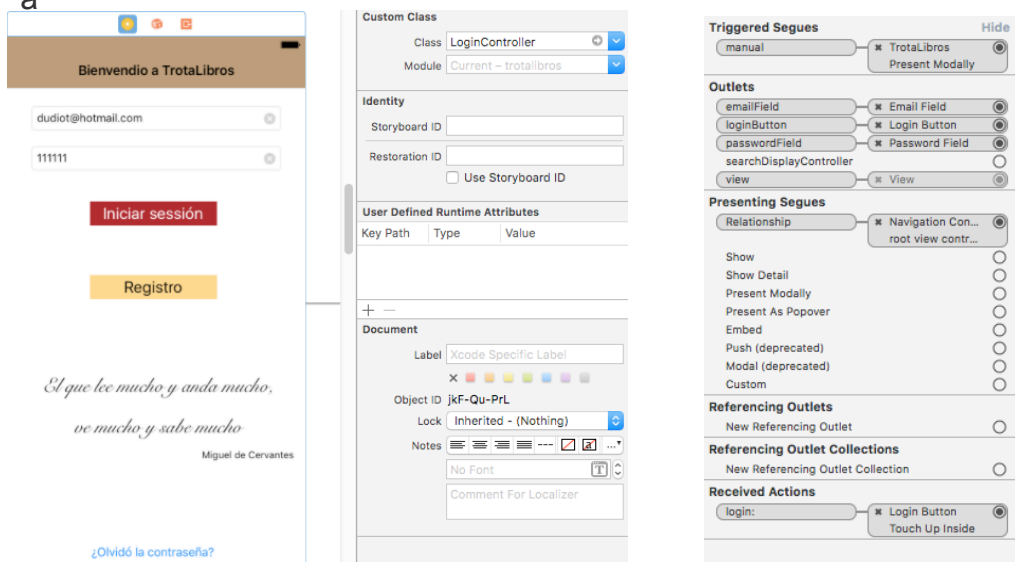 a
Bienvendio a TrotaLibros
dudiot@hotmail.com
111111
Iniciar sessión
Registro
El que lee mucho y anda mucho,
ve mucho y sabe mucho
Miguel de Cervantes
¿Olvidó la contraseña?
Custom Class
Class LoginController
Module Current – trotalibros
Identity
Storyboard ID
Restoration ID
Use Storyboard ID
User Defined Runtime Attributes
Key Path Type Value
Document
Label Xcode Specific Label
Object ID jkF-Qu-PrL
Lock Inherited - (Nothing)
Notes
No Font
Comment For Localizer
Triggered Segues Hide
manual TrotaLibros
Present Modally
Outlets
emailField Email Field
loginButton Login Button
passwordField Password Field
searchDisplayController
view View
Presenting Segues
Relationship Navigation Con...
root view contr...
Show
Show Detail
Present Modally
Present As Popover
Embed
Push (deprecated)
Modal (deprecated)
Custom
Referencing Outlets
New Referencing Outlet
Referencing Outlet Collections
New Referencing Outlet Collection
Received Actions
login: Login Button
Touch Up Inside